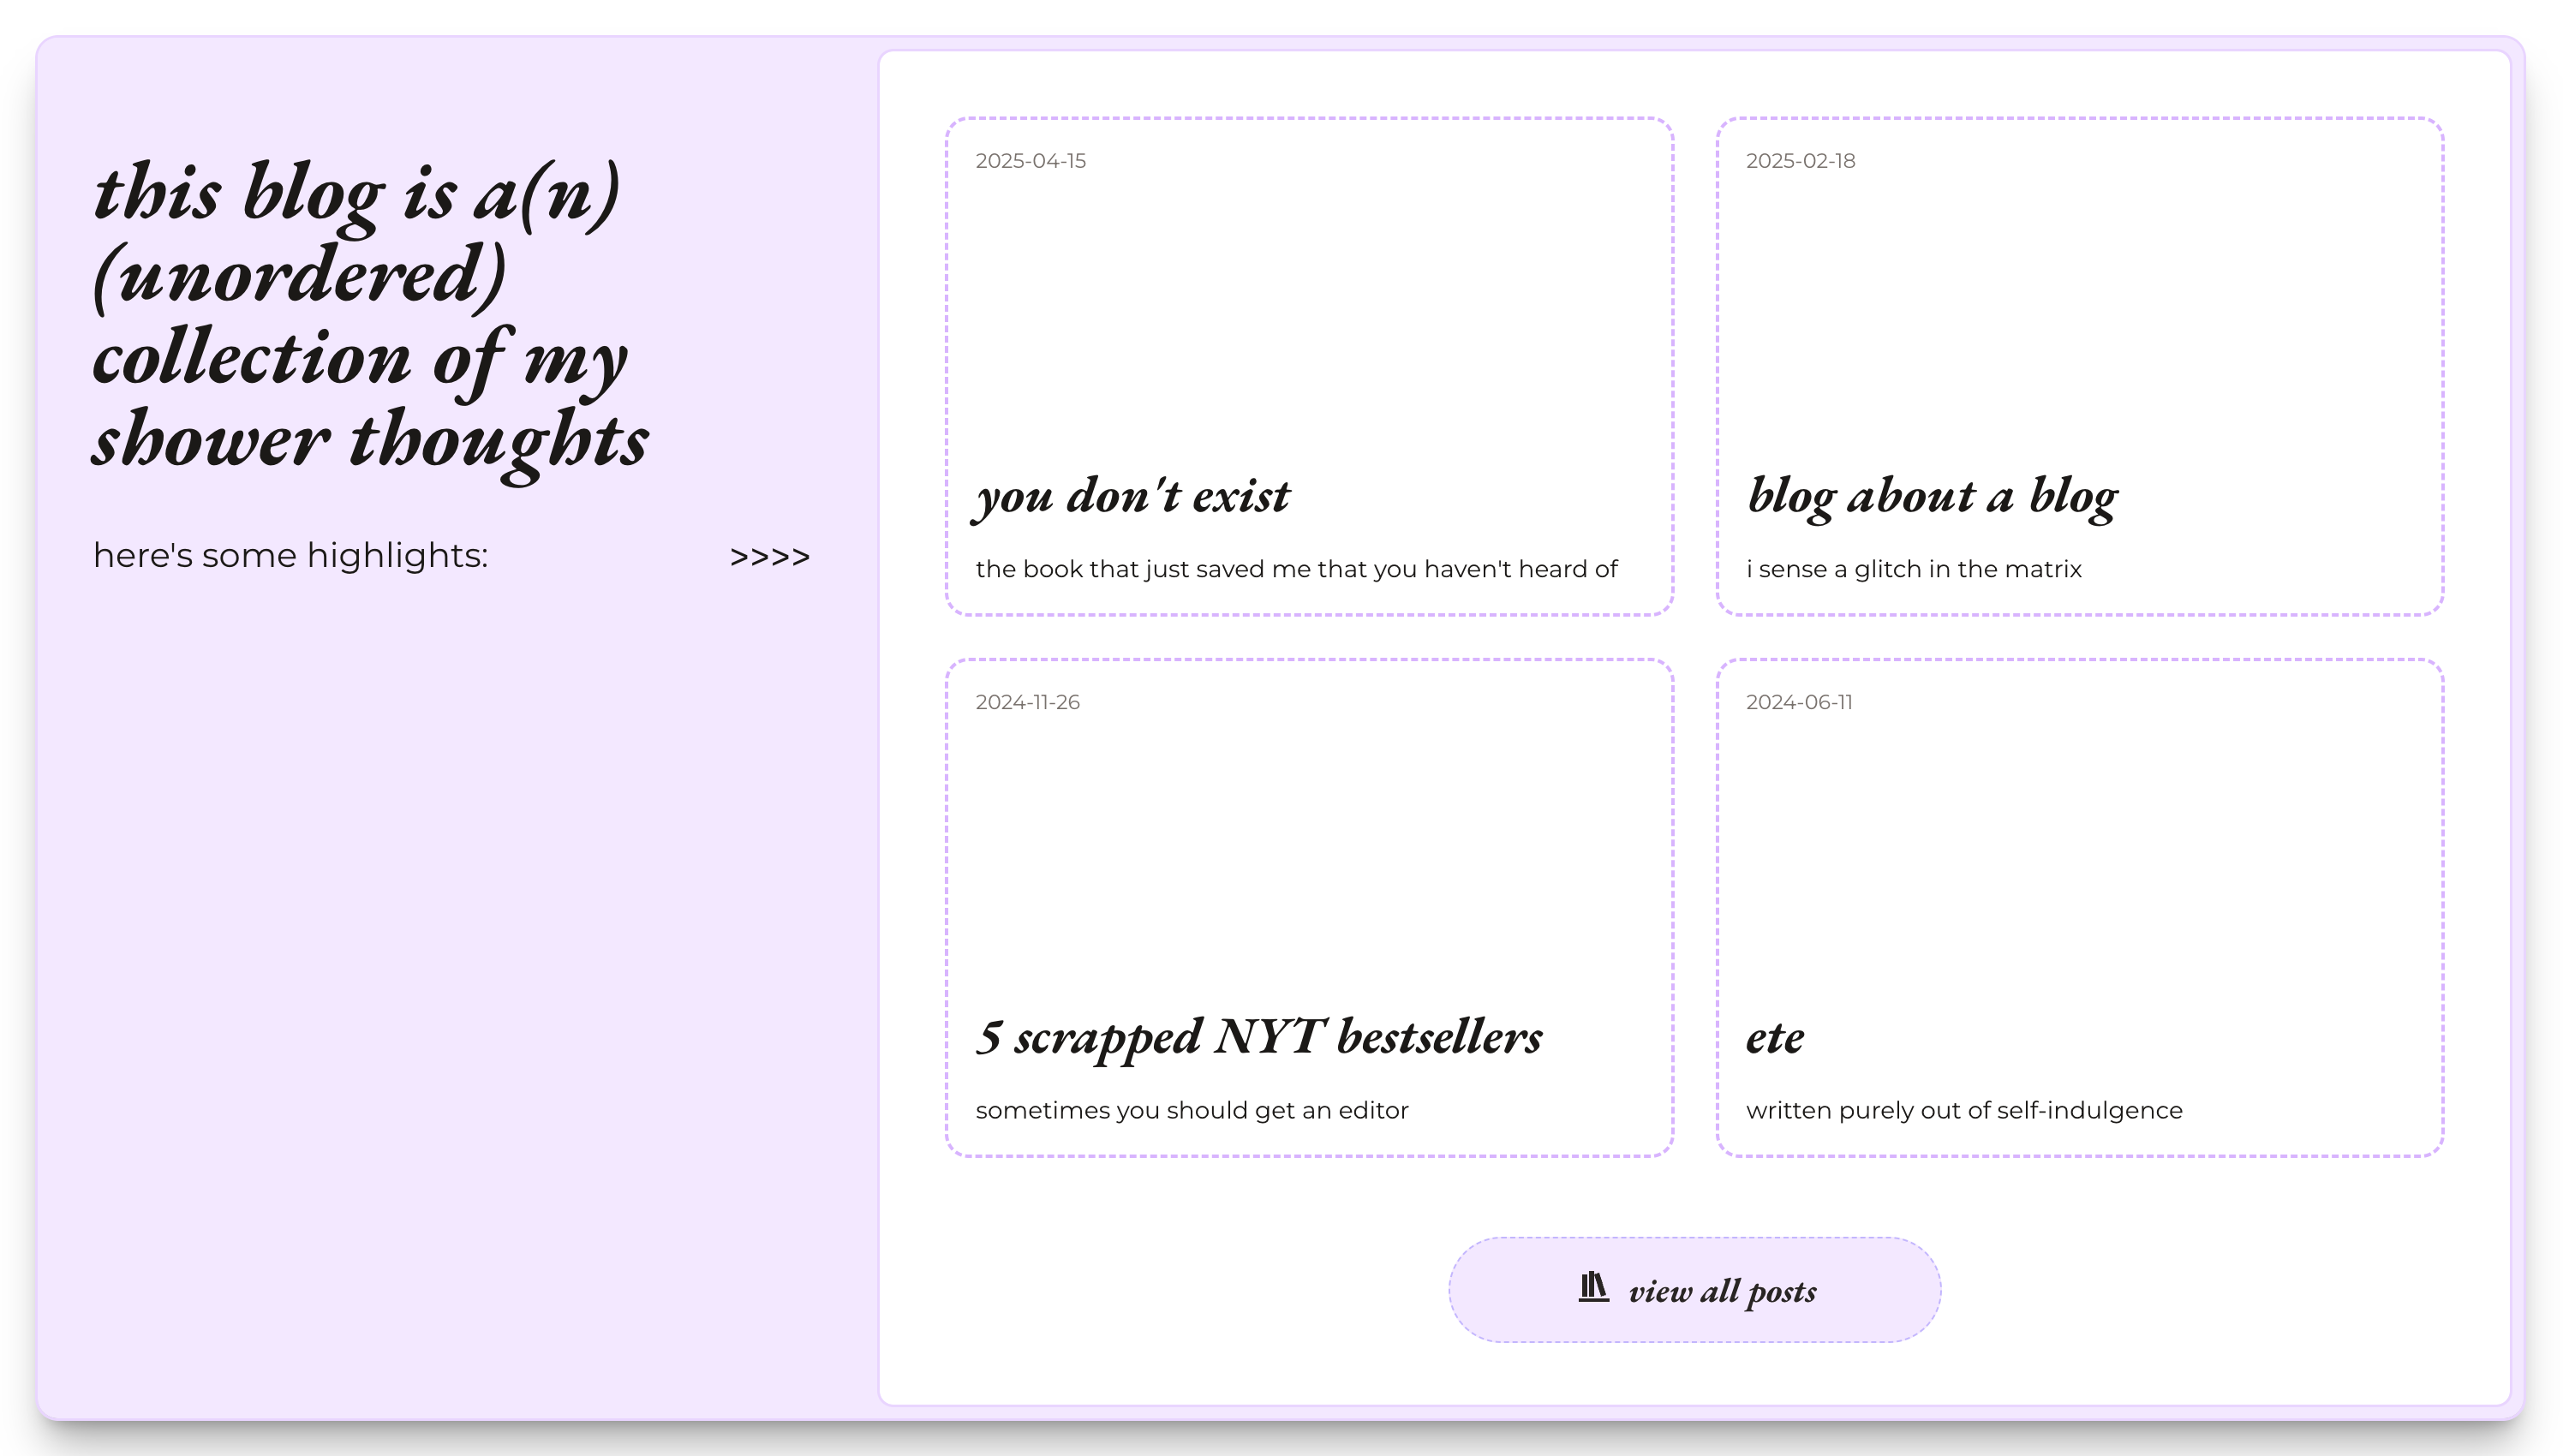 this blog is a(n)
(unordered)
collection of my
shower thoughts
here's some highlights: >>>>
2025-04-15
you don't exist
the book that just saved me that you haven't heard of
2025-02-18
blog about a blog
i sense a glitch in the matrix
2024-11-26
5 scrapped NYT bestsellers
sometimes you should get an editor
2024-06-11
ete
written purely out of self-indulgence
view all posts